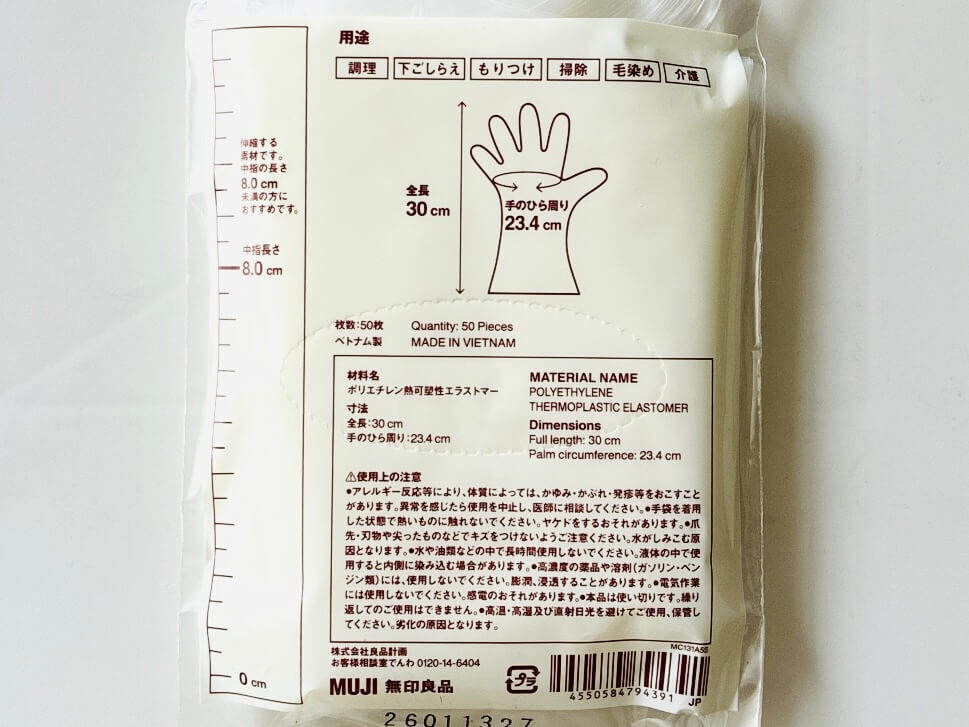 用途
調理 下ごしらえ もりつけ 掃除 毛染め 介護
伸縮する
素材です。
中指の長さ
8.0 cm
未満の方に
おすすめです。
中指長さ
8.0 cm
0 cm
全長
30 cm
手のひら周り
23.4 cm
枚数:50枚 Quantity: 50 Pieces
ベトナム製 MADE IN VIETNAM
材料名
ポリエチレン熱可塑性エラストマー
寸法
全長:30 cm
手のひら周り:23.4 cm
MATERIAL NAME
POLYETHYLENE
THERMOPLASTIC ELASTOMER
Dimensions
Full length: 30 cm
Palm circumference: 23.4 cm
⚠使用上の注意
●アレルギー反応等により、体質によっては、かゆみ・かぶれ・発疹等をおこすこと
があります。異常を感じたら使用を中止し、医師に相談してください。●手袋を着用
した状態で熱いものに触れないでください。ヤケドをするおそれがあります。●爪
先・刃物や尖ったものなどでキズをつけないようご注意ください。水がしみこむ原
因となります。●水や油類などの中で長時間使用しないでください。液体の中で使
用すると内側に染み込む場合があります。●高濃度の薬品や溶剤(ガソリン・ベン
ジン類)には、使用しないでください。膨潤、浸透することがあります。●電気作業
には使用しないでください。感電のおそれがあります。●本品は使い切りです。繰り
返してのご使用はできません。●高温・高湿及び直射日光を避けてご使用、保管し
てください。劣化の原因となります。
株式会社良品計画
お客様相談室でんわ 0120-14-6404
MUJI 無印良品
プラ
MC131A5S
4550584794391
JP
26011327